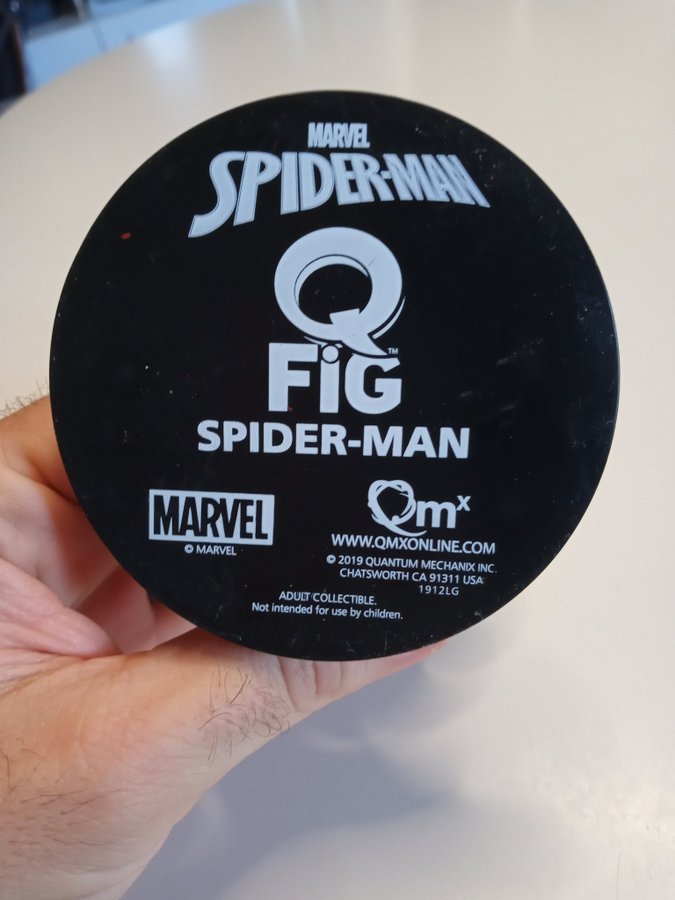 MARVEL
SPIDER-MAN
Q
FiG™
SPIDER-MAN
MARVEL
© MARVEL
Qmx
WWW.QMXONLINE.COM
© 2019 QUANTUM MECHANIX INC.
CHATSWORTH CA 91311 USA
1912LG
ADULT COLLECTIBLE.
Not intended for use by children.